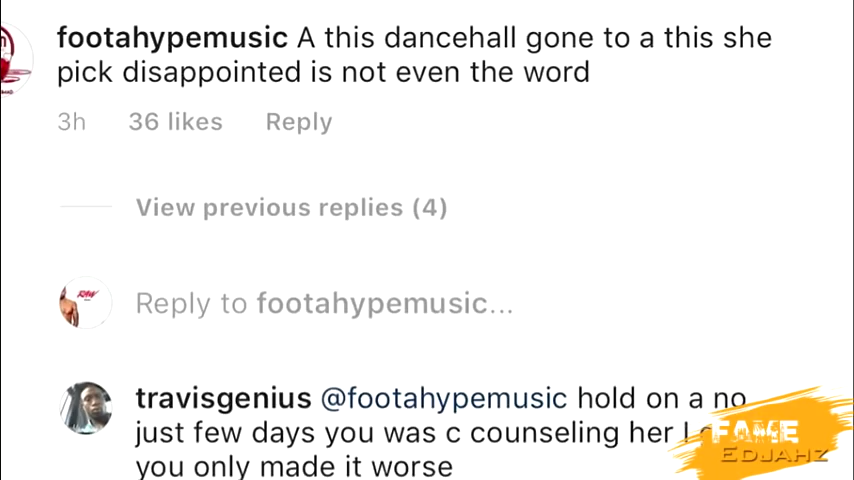 footahypemusic A this dancehall gone to a this she
pick disappointed is not even the word
3h 36 likes Reply
View previous replies (4)
RAW
Reply to footahypemusic...
travisgenius @footahypemusic hold on a no
just few days you was c counseling her
you only made it worse
FAME
EDJAHZ